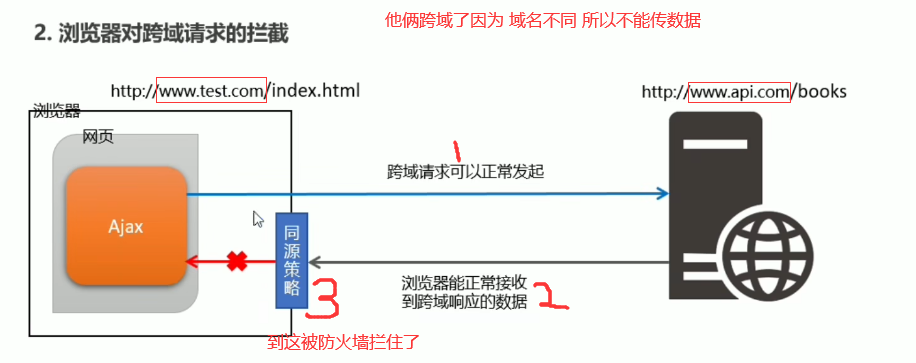 他俩跨域了因为 域名不同 所以不能传数据
2. 浏览器对跨域请求的拦截
http://www.test.com/index.html
http://www.api.com/books
浏览器
网页
1
跨域请求可以正常发起
Ajax
同源策略
浏览器能正常接收
到跨域响应的数据
2
3
到这被防火墙拦住了